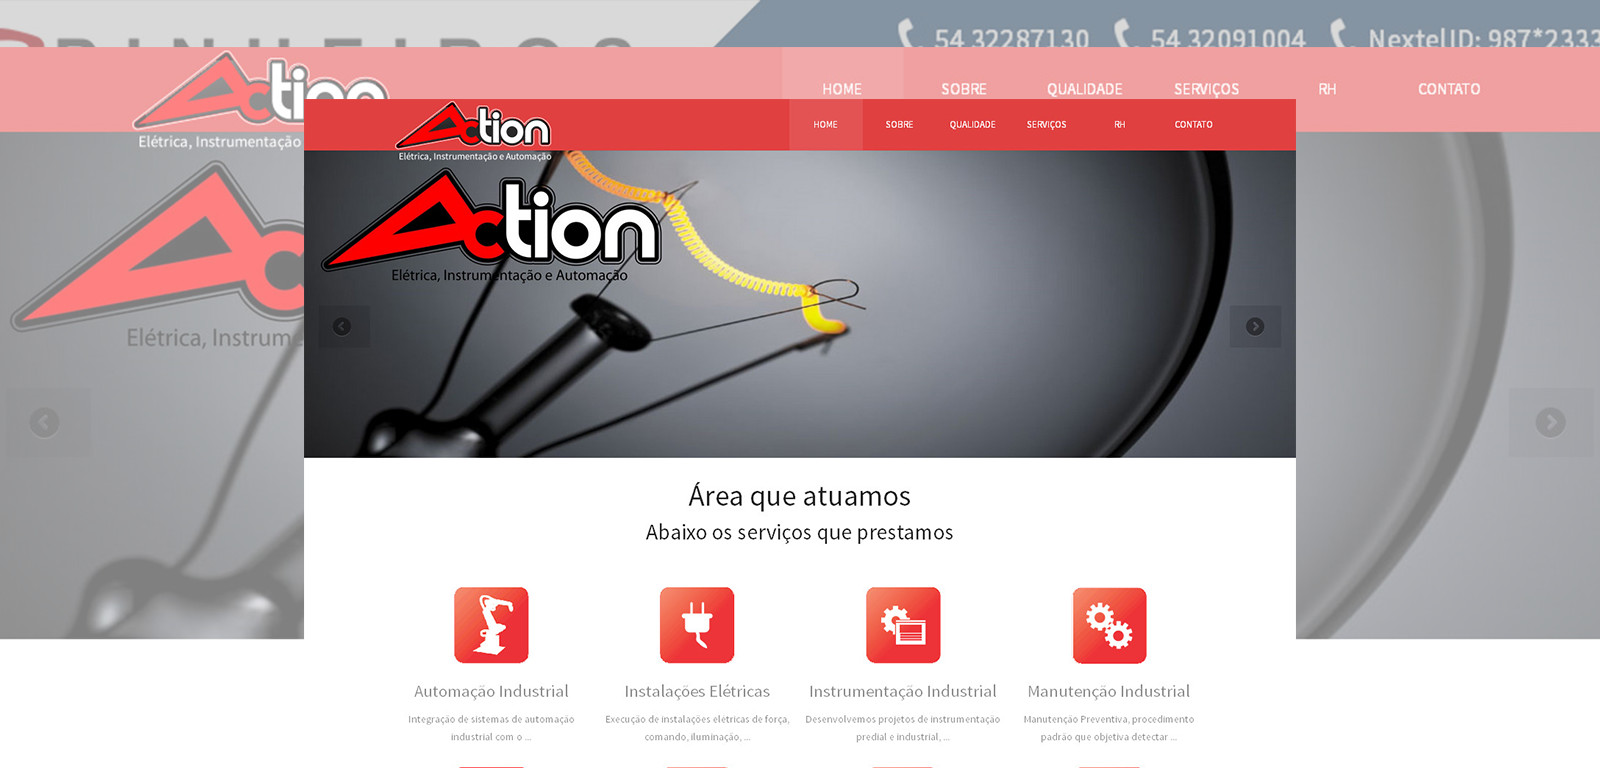 PINHEIROS
54 32287130
54 32091004
NextelID: 987*2333
Action
Elétrica, Instrumentação
HOME
SOBRE
QUALIDADE
SERVIÇOS
RH
CONTATO
Action
Elétrica, Instrumentação e Automação
HOME
SOBRE
QUALIDADE
SERVIÇOS
RH
CONTATO
Action
Elétrica, Instrumentação e Automação
Elétrica, Instrume
Área que atuamos
Abaixo os serviços que prestamos
Automação Industrial
Integração de sistemas de automação
industrial com o ...
Instalações Elétricas
Execução de instalações elétricas de força,
comando, iluminação, ...
Instrumentação Industrial
Desenvolvemos projetos de instrumentação
predial e industrial, ...
Manutenção Industrial
Manutenção Preventiva, procedimento
padrão que objetiva detectar ...